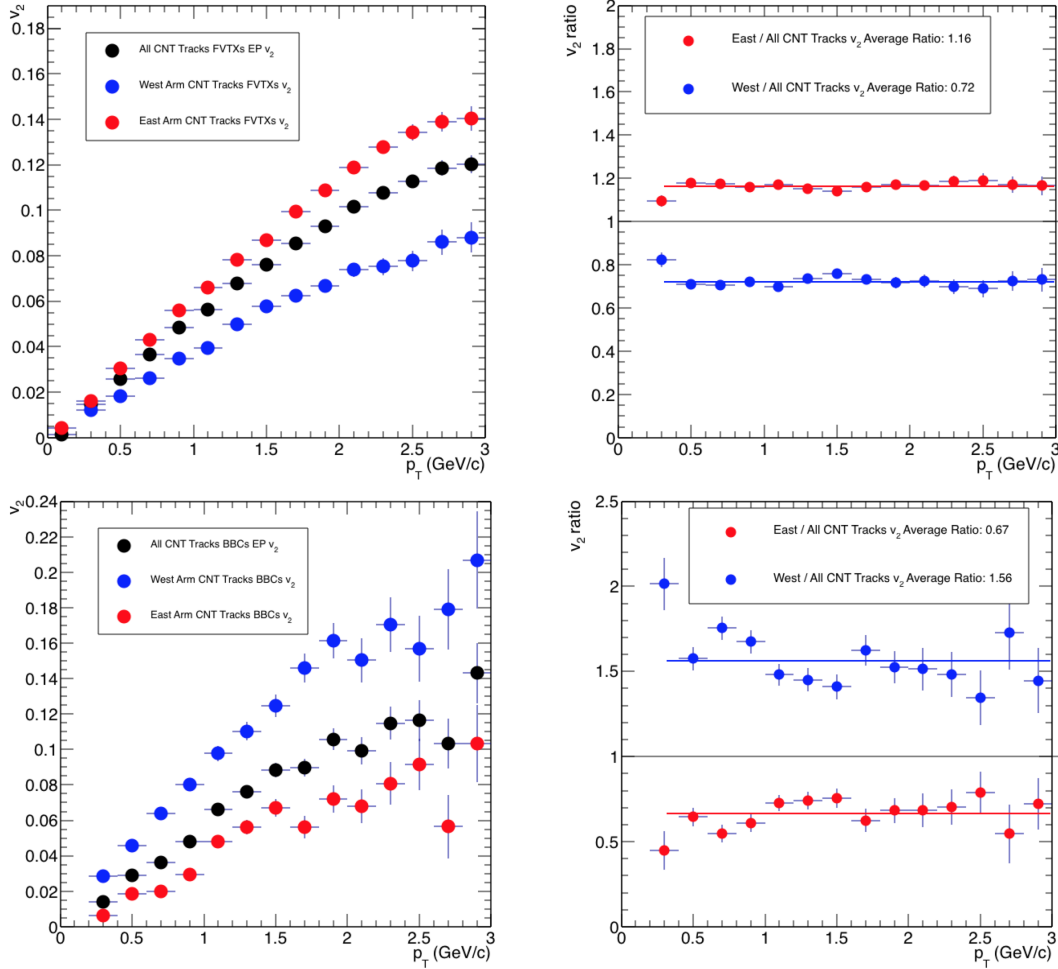 v2
0.18
0.16
0.14
0.12
0.1
0.08
0.06
0.04
0.02
0
All CNT Tracks FVTXs EP v2
West Arm CNT Tracks FVTXs v2
East Arm CNT Tracks FVTXs v2
0.5 1 1.5 2 2.5 3
pT (GeV/c)
v2 ratio
2
1.8
1.6
1.4
1.2
1
0.8
0.6
0.4
0.2
0
East / All CNT Tracks v2 Average Ratio: 1.16
West / All CNT Tracks v2 Average Ratio: 0.72
0 0.5 1 1.5 2 2.5 3
pT (GeV/c)
v2
0.24
0.22
0.2
0.18
0.16
0.14
0.12
0.1
0.08
0.06
0.04
0.02
0
All CNT Tracks BBCs EP v2
West Arm CNT Tracks BBCs v2
East Arm CNT Tracks BBCs v2
0 0.5 1 1.5 2 2.5 3
pT (GeV/c)
v2 ratio
2.5
2
1.5
1
0.5
0
East / All CNT Tracks v2 Average Ratio: 0.67
West / All CNT Tracks v2 Average Ratio: 1.56
0 0.5 1 1.5 2 2.5 3
pT (GeV/c)